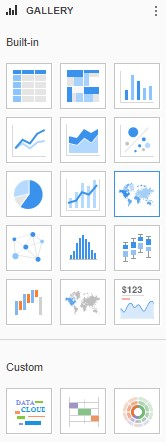 GALLERY
Built-in
$123
Custom
DATA
CLOUD